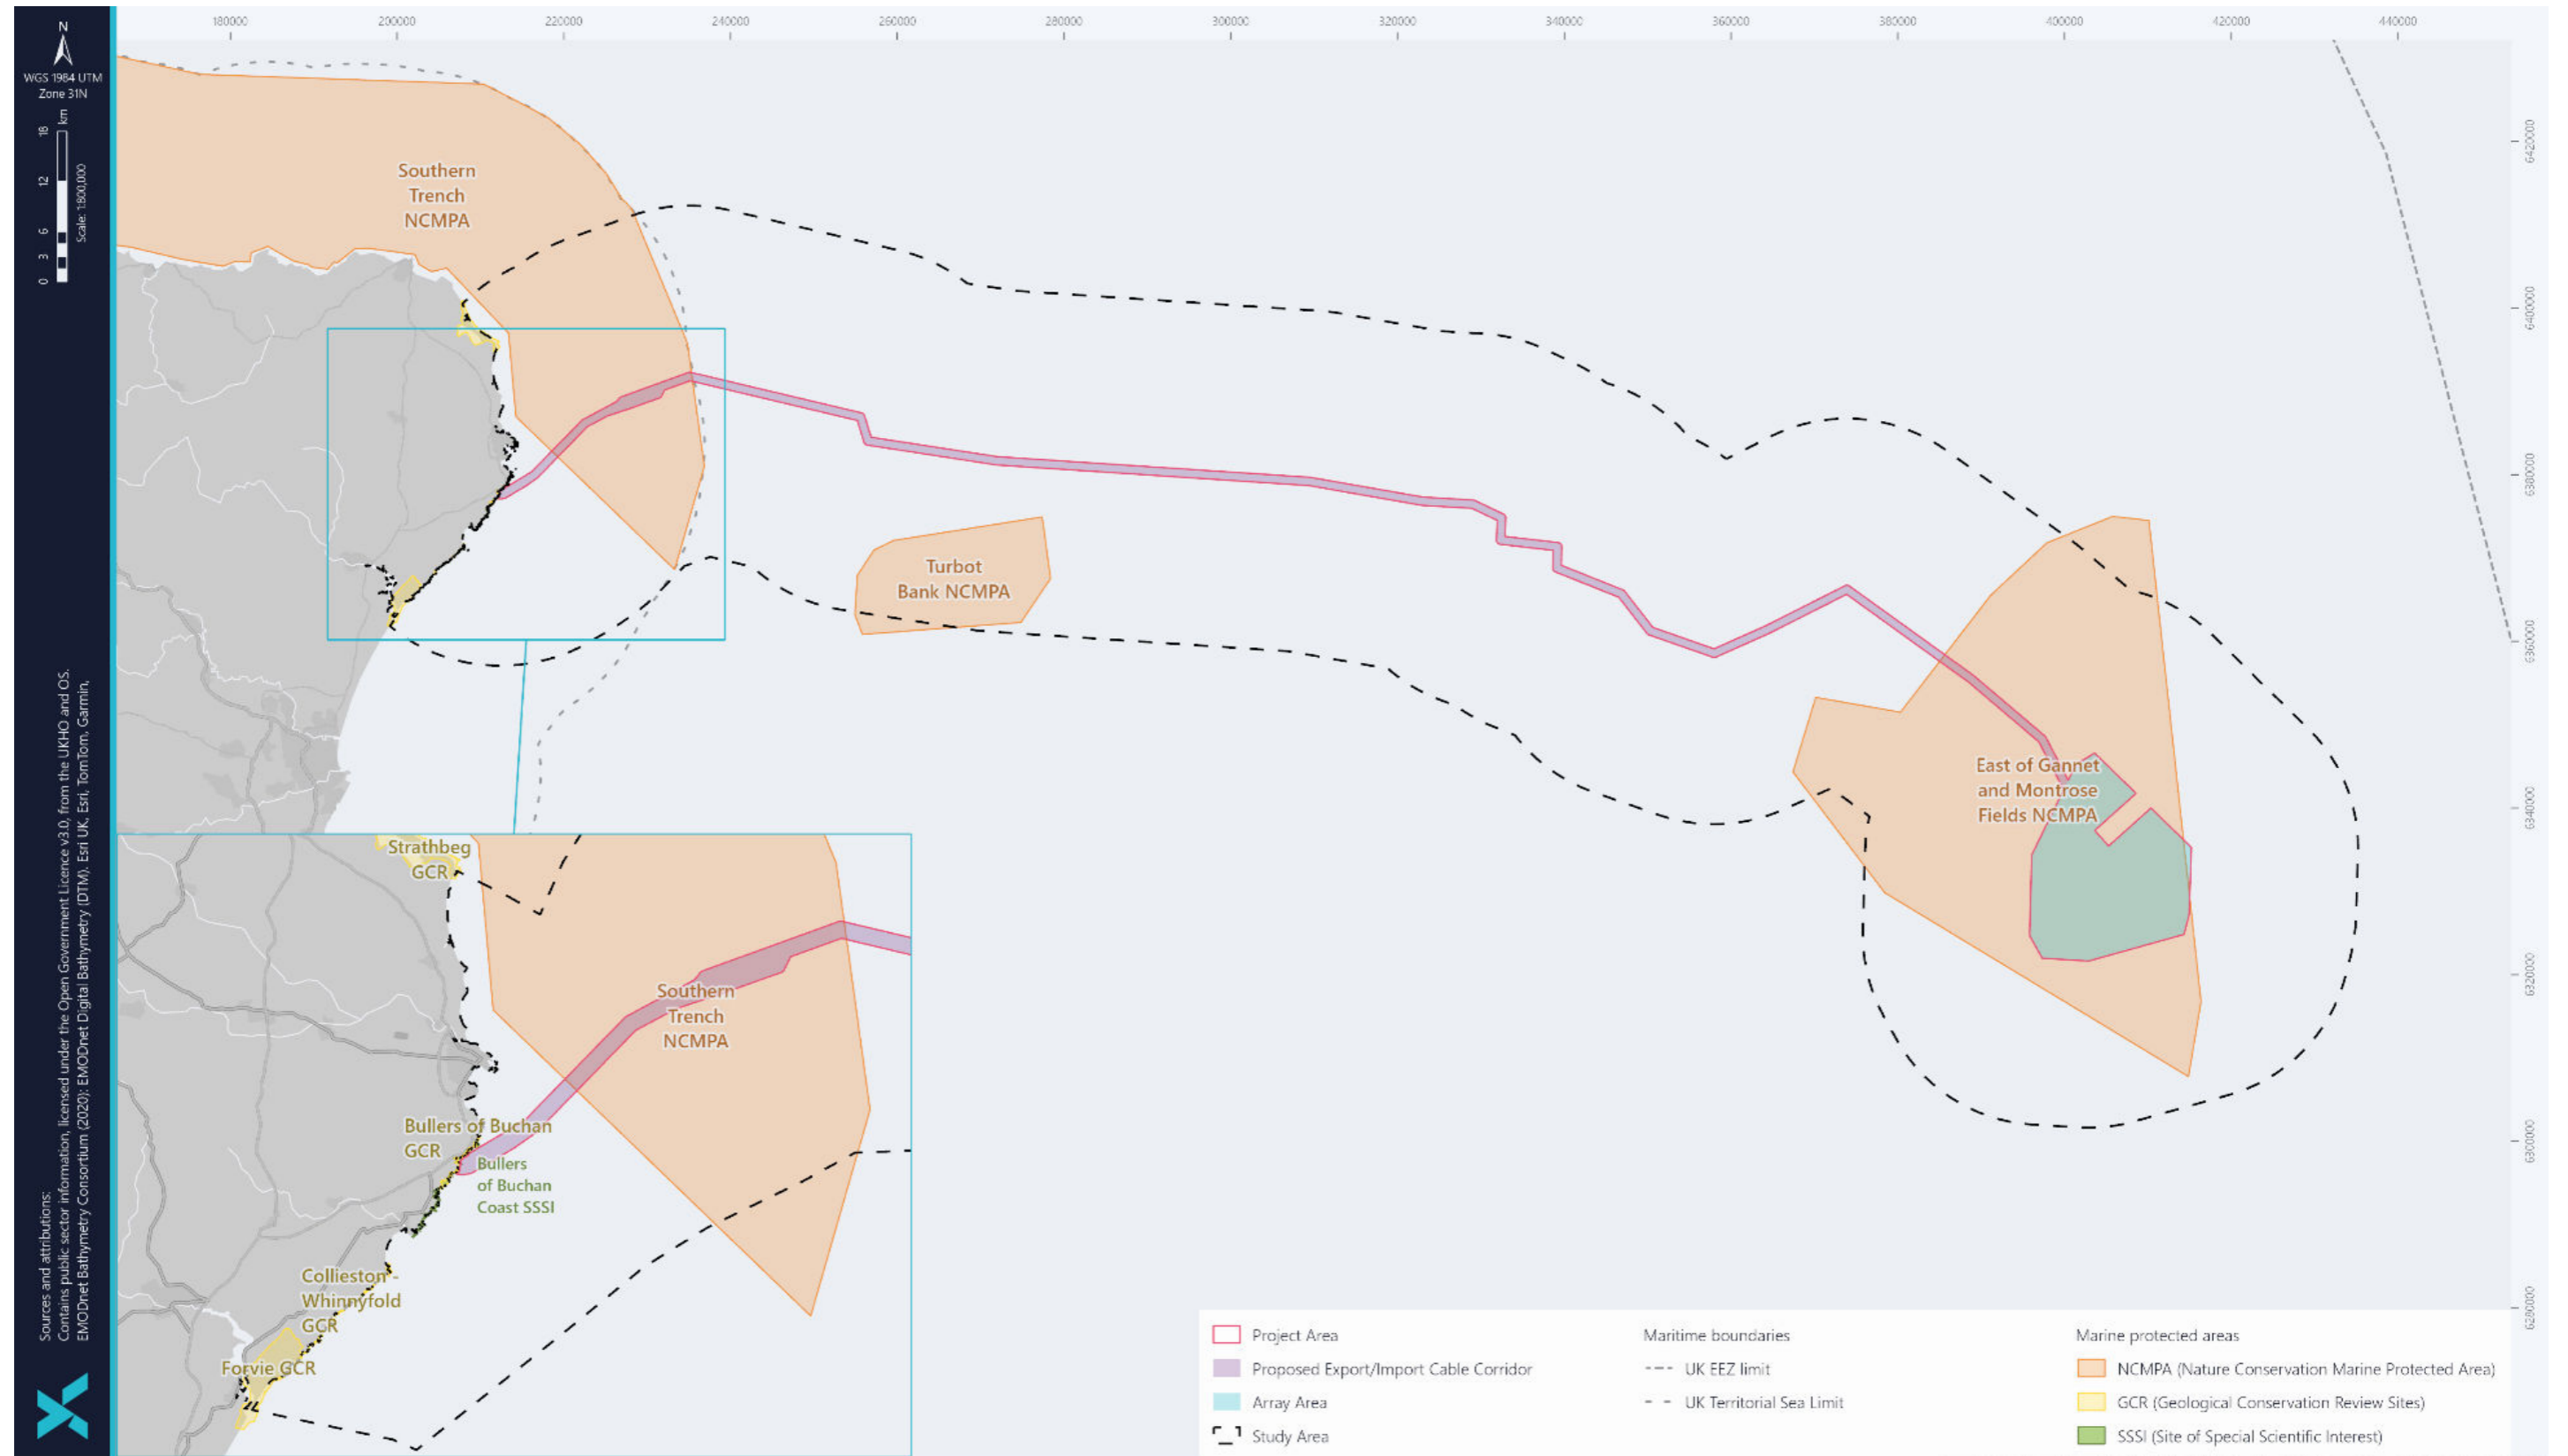 180000 200000 220000 240000 260000 280000 300000 320000 340000 360000 380000 400000 420000 440000
N
WGS 1984 UTM
Zone 31N
km
18
12
6
3
0
Scale: 1:800,000
6420000
6400000
6380000
6360000
6340000
6320000
6300000
6280000
Southern
Trench
NCMPA
Turbot
Bank NCMPA
East of Gannet
and Montrose
Fields NCMPA
Strathbeg
GCR
Southern
Trench
NCMPA
Bullers of Buchan
GCR
Bullers
of Buchan
Coast SSSI
Collieston -
Whinnyfold
GCR
Forvie GCR
Sources and attributions:
Contains public sector information, licensed under the Open Government Licence v3.0, from the UKHO and OS.
EMODnet Bathymetry Consortium (2020): EMODnet Digital Bathymetry (DTM). Esri UK, Esri, TomTom, Garmin,
Project Area
Proposed Export/Import Cable Corridor
Array Area
Study Area
Maritime boundaries
UK EEZ limit
UK Territorial Sea Limit
Marine protected areas
NCMPA (Nature Conservation Marine Protected Area)
GCR (Geological Conservation Review Sites)
SSSI (Site of Special Scientific Interest)